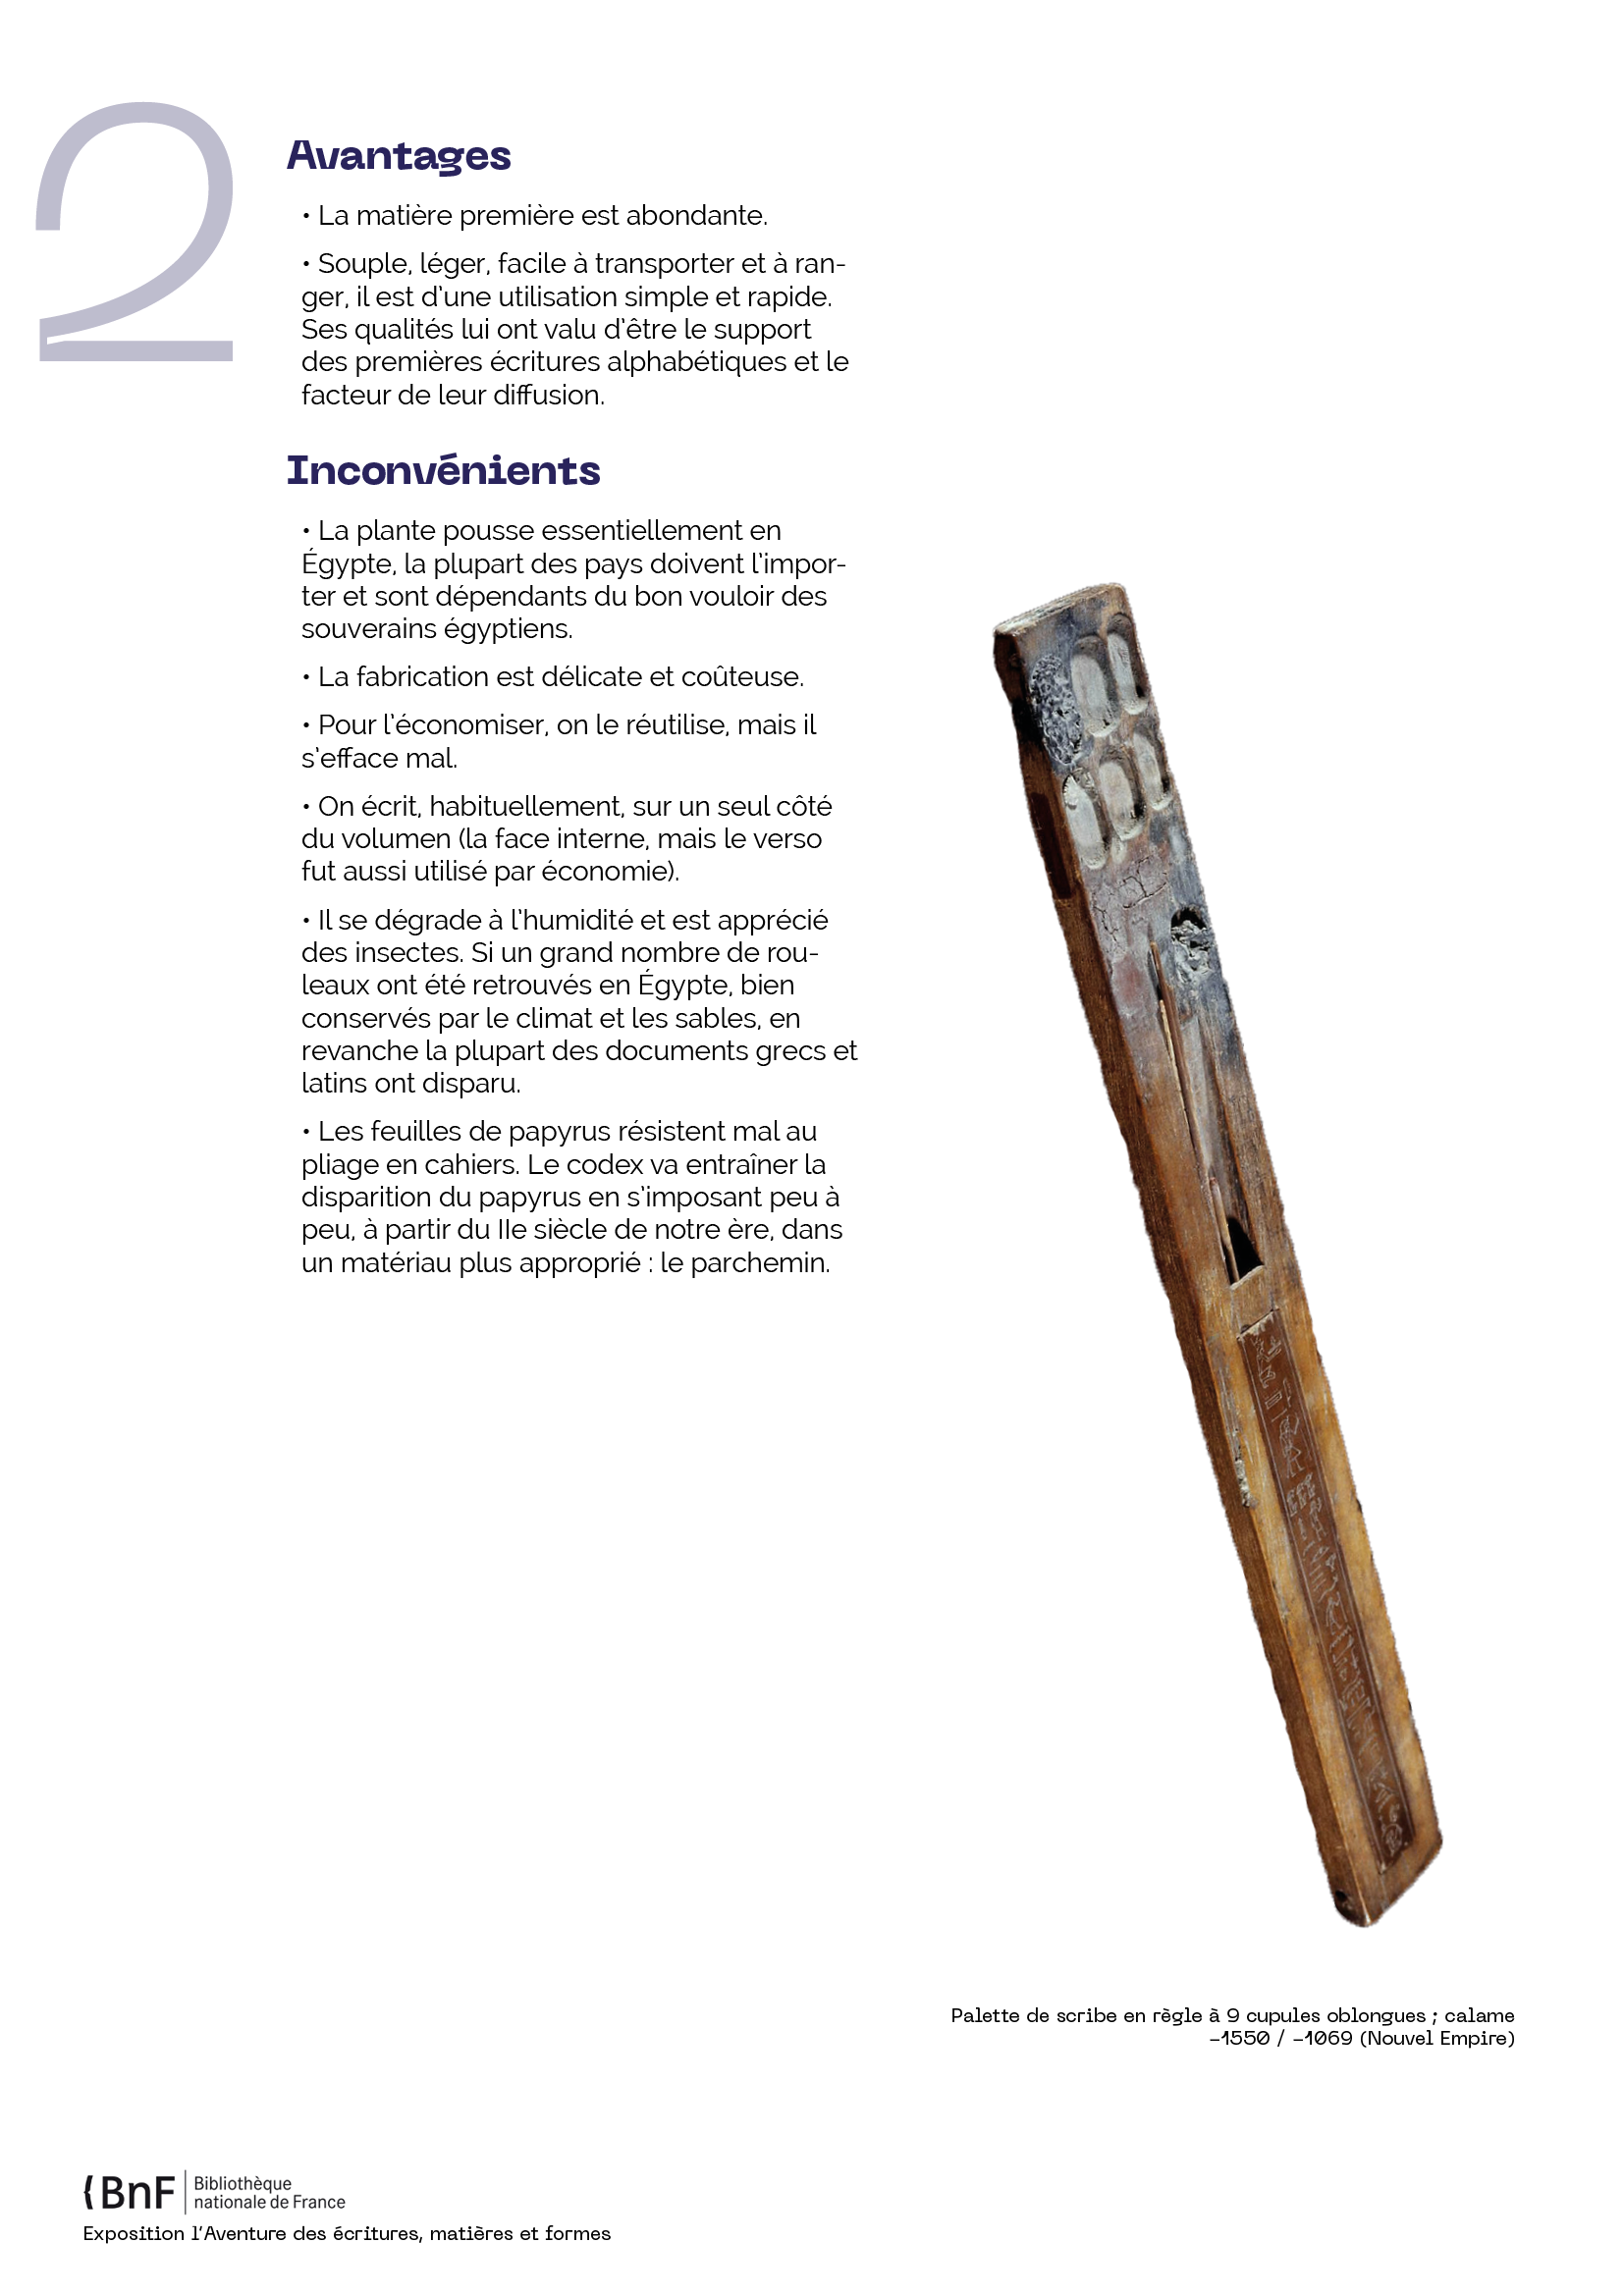 2
Avantages
• La matière première est abondante.
• Souple, léger, facile à transporter et à ran-
ger, il est d'une utilisation simple et rapide.
Ses qualités lui ont valu d'être le support
des premières écritures alphabétiques et le
facteur de leur diffusion.
Inconvénients
• La plante pousse essentiellement en
Égypte, la plupart des pays doivent l'impor-
ter et sont dépendants du bon vouloir des
souverains égyptiens.
• La fabrication est délicate et coûteuse.
• Pour l'économiser, on le réutilise, mais il
s'efface mal.
• On écrit, habituellement, sur un seul côté
du volumen (la face interne, mais le verso
fut aussi utilisé par économie).
• Il se dégrade à l'humidité et est apprécié
des insectes. Si un grand nombre de rou-
leaux ont été retrouvés en Égypte, bien
conservés par le climat et les sables, en
revanche la plupart des documents grecs et
latins ont disparu.
• Les feuilles de papyrus résistent mal au
pliage en cahiers. Le codex va entraîner la
disparition du papyrus en s'imposant peu à
peu, à partir du IIe siècle de notre ère, dans
un matériau plus approprié : le parchemin.
Palette de scribe en règle à 9 cupules oblongues ; calame
-1550 / -1069 (Nouvel Empire)
BnF
Bibliothèque
nationale de France
Exposition l'Aventure des écritures, matières et formes